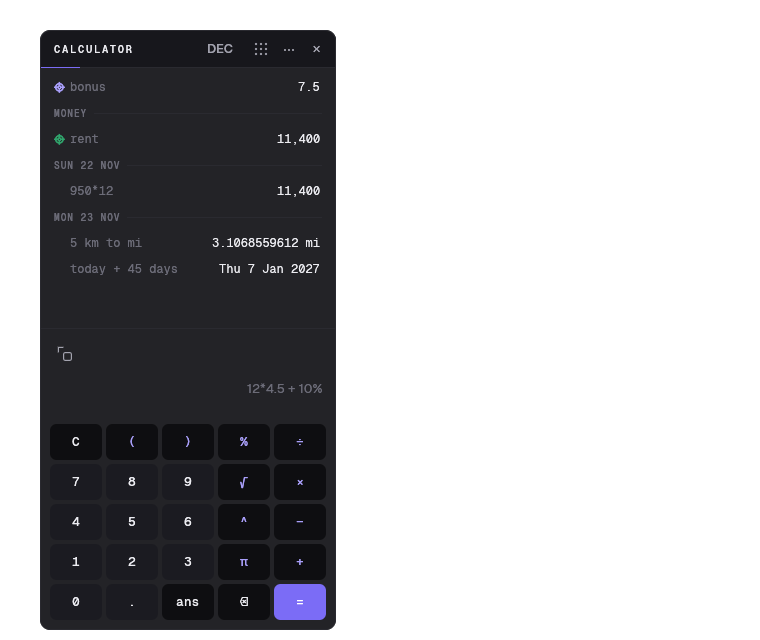 CALCULATOR DEC ··· ×
bonus 7.5
MONEY
rent 11,400
SUN 22 NOV
950*12 11,400
MON 23 NOV
5 km to mi 3.1068559612 mi
today + 45 days Thu 7 Jan 2027
12*4.5 + 10%
C ( ) % ÷
7 8 9 √ ×
4 5 6 ^ −
1 2 3 π +
0 . ans ⌫ =